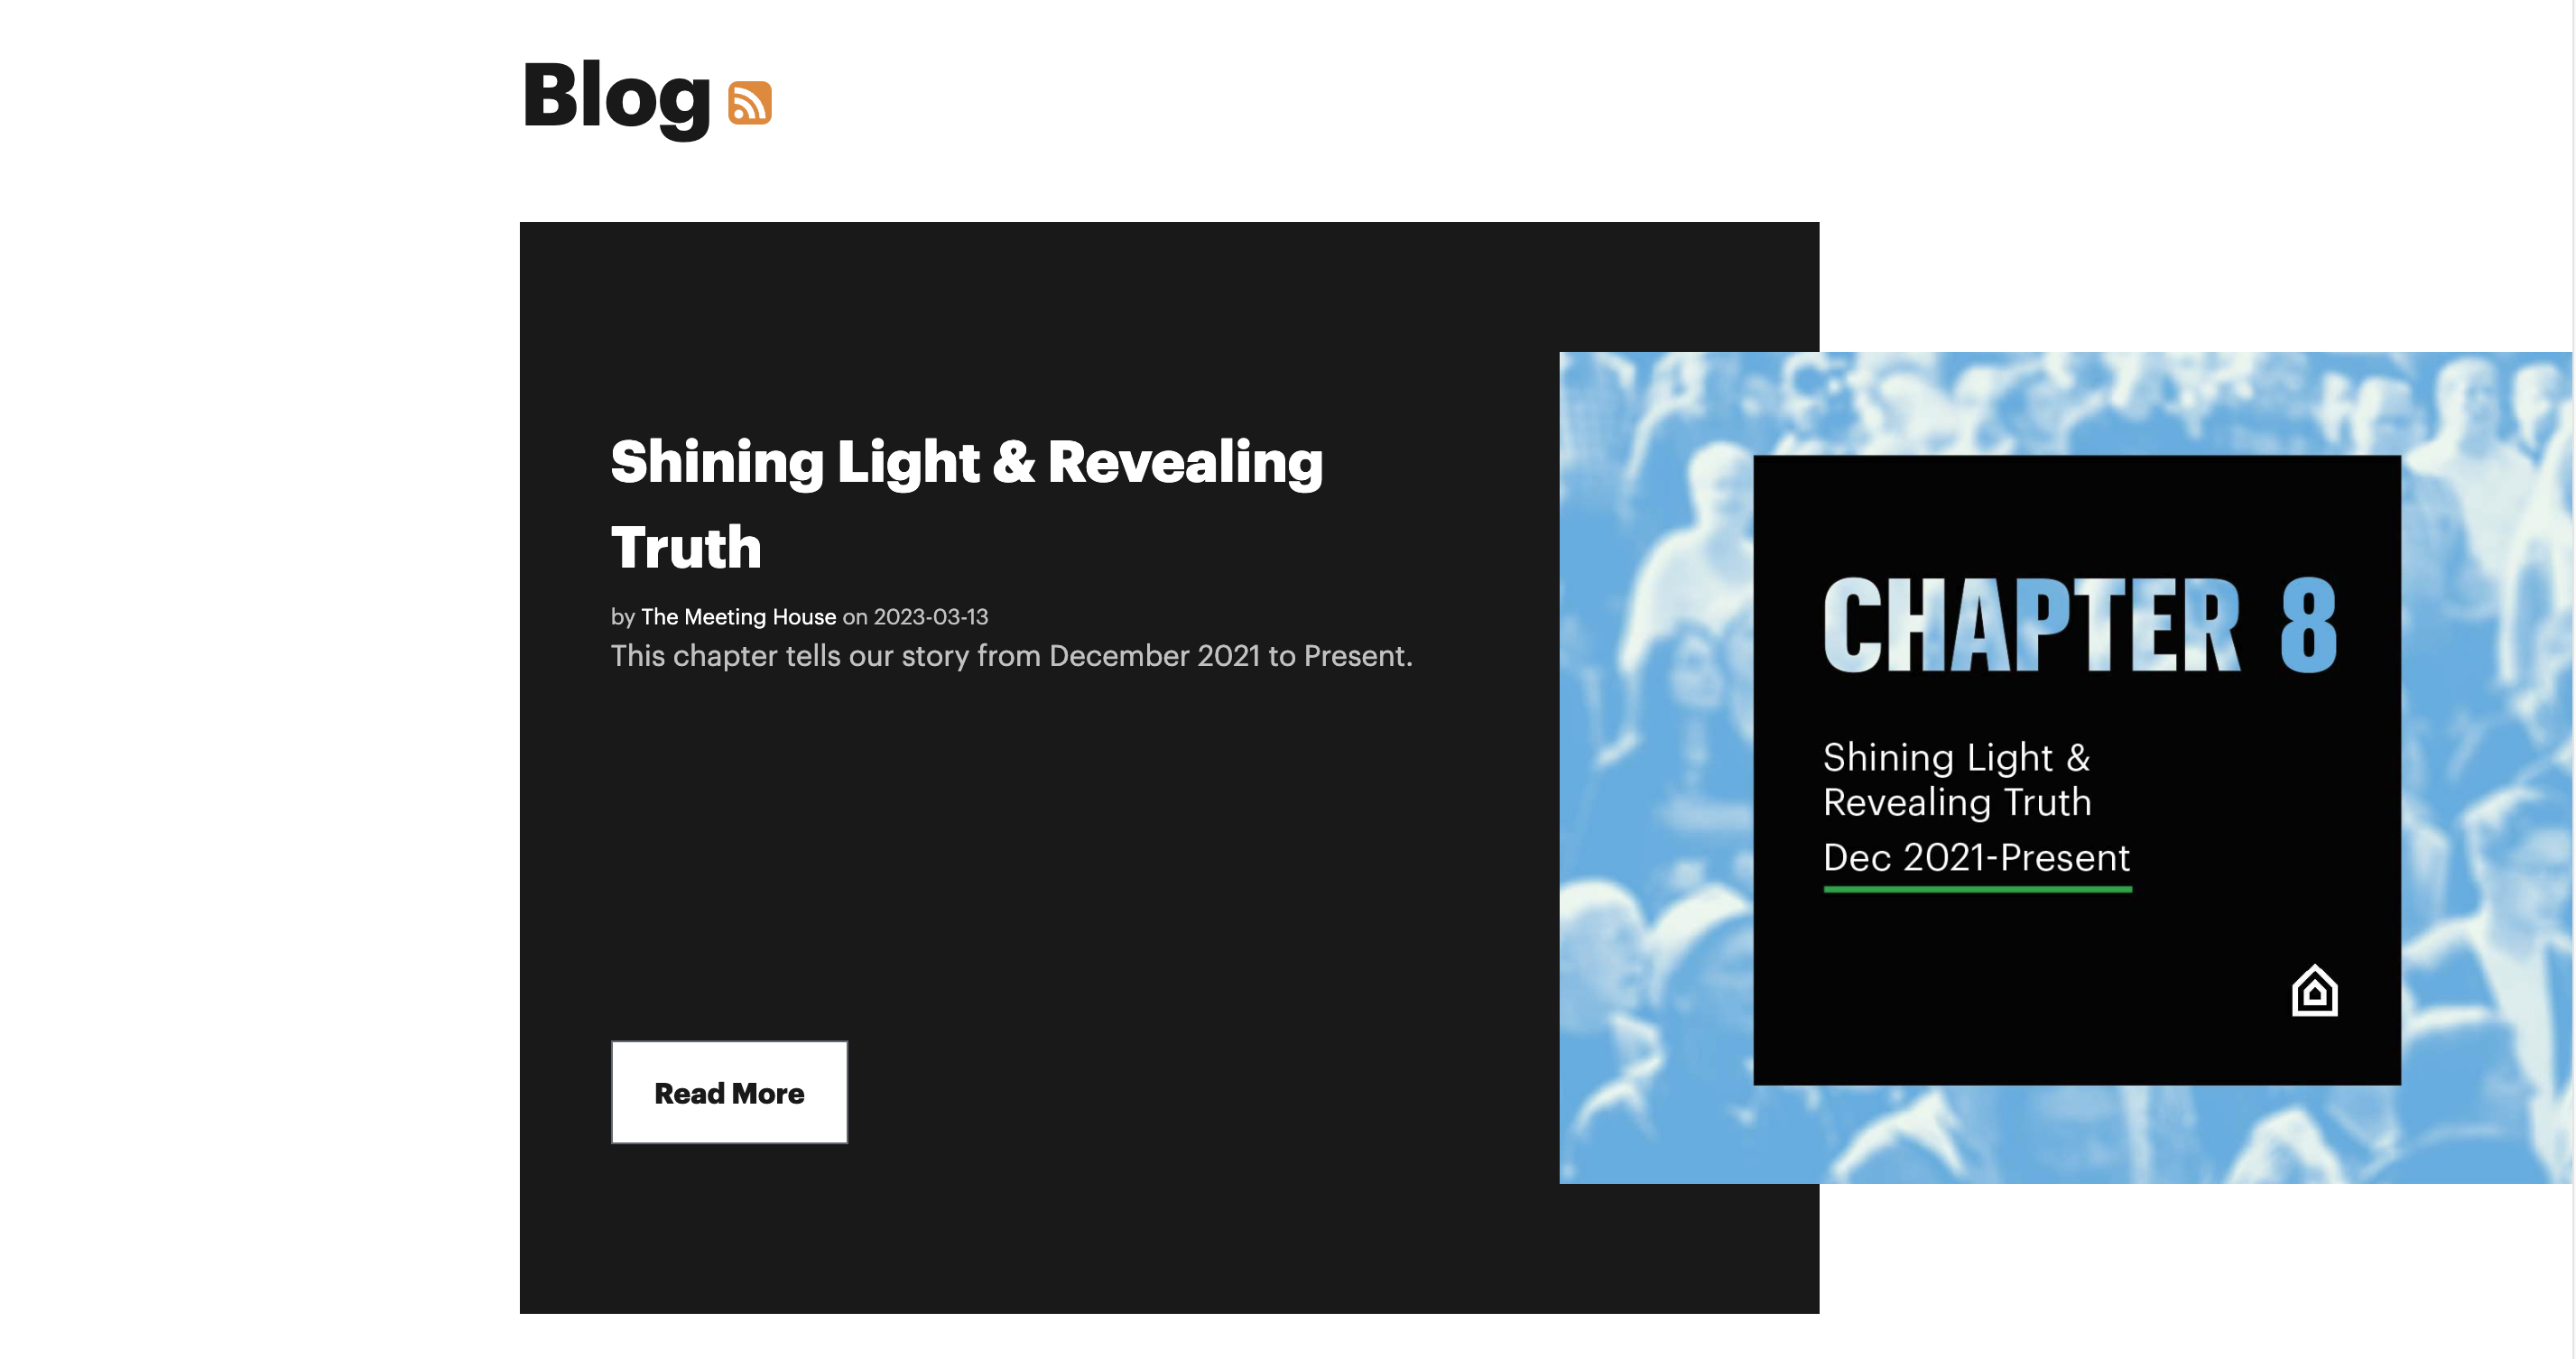 Blog
Shining Light & Revealing
Truth
by The Meeting House on 2023-03-13
This chapter tells our story from December 2021 to Present.
Read More
CHAPTER 8
Shining Light &
Revealing Truth
Dec 2021-Present